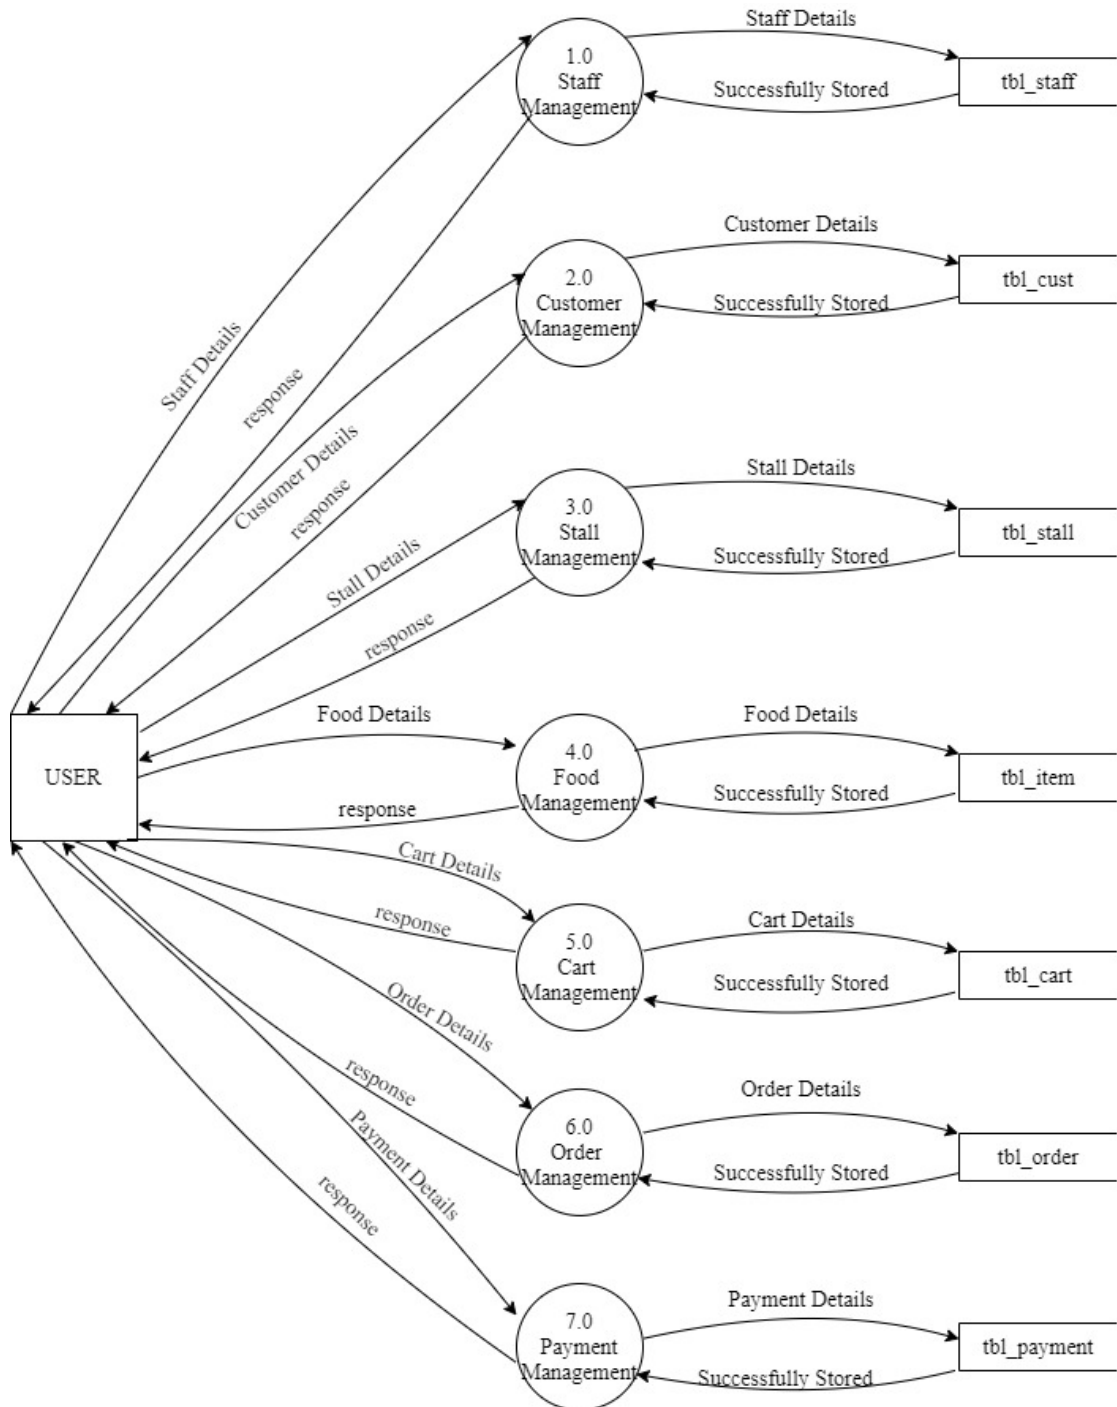 Staff Details
1.0
Staff
Management
Successfully Stored
tbl_staff
Staff Details
response
Customer Details
2.0
Customer
Management
Successfully Stored
tbl_cust
Customer Details
response
Stall Details
3.0
Stall
Management
Successfully Stored
tbl_stall
Stall Details
response
USER
Food Details
response
4.0
Food
Management
Food Details
Successfully Stored
tbl_item
Cart Details
response
5.0
Cart
Management
Cart Details
Successfully Stored
tbl_cart
Order Details
response
6.0
Order
Management
Order Details
Successfully Stored
tbl_order
Payment Details
response
7.0
Payment
Management
Payment Details
Successfully Stored
tbl_payment